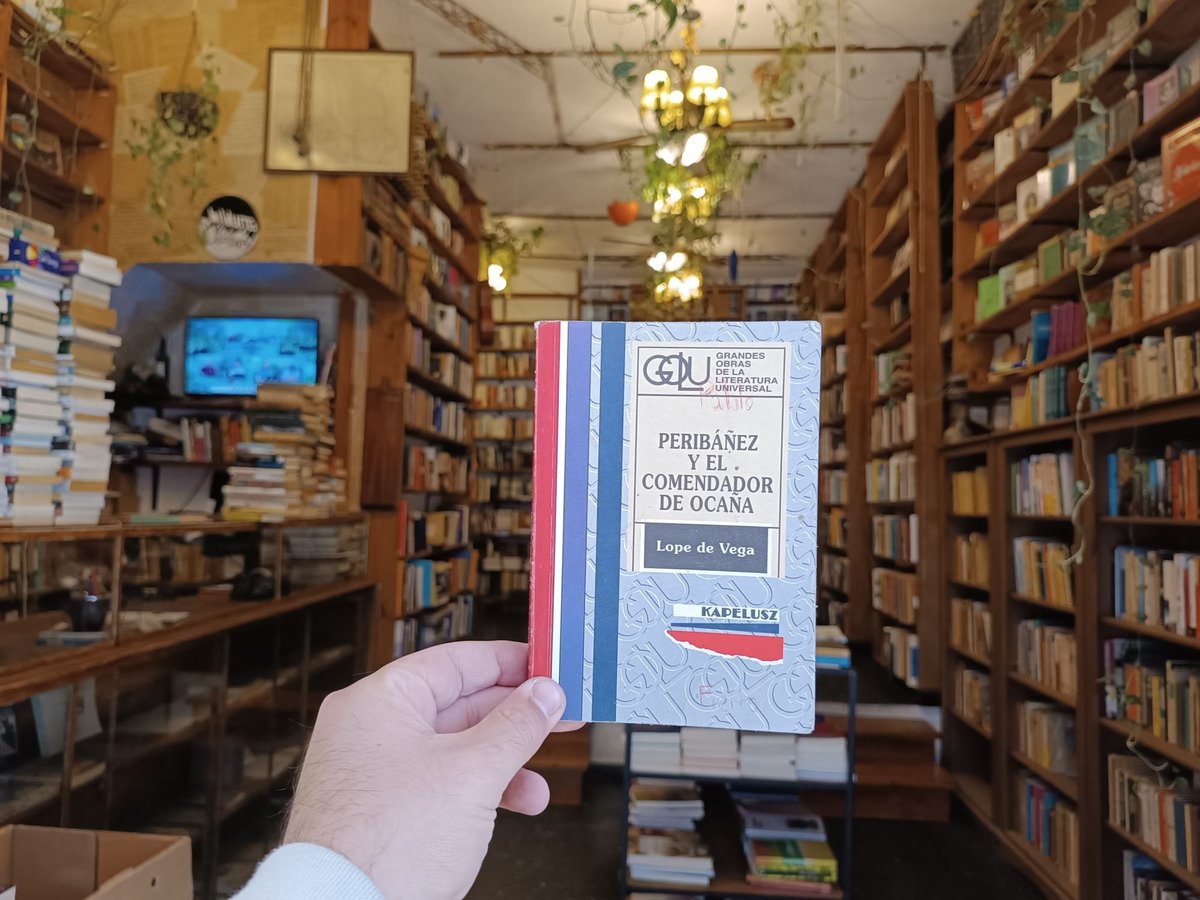 GOLU
GRANDES
OBRAS
DE LA
LITERATURA
UNIVERSAL
PERIBÁÑEZ
Y EL
COMENDADOR
DE OCAÑA
Lope de Vega
KAPELUSZ